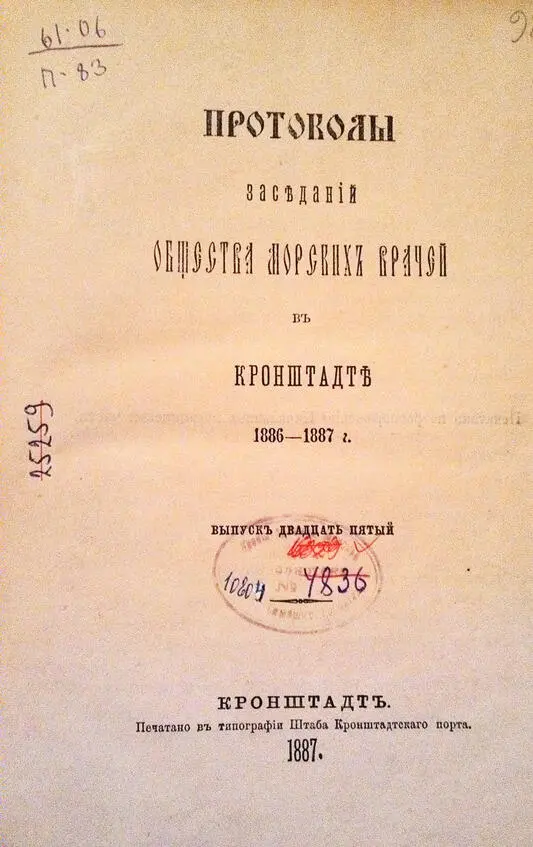 61.06
П-83
ПРОТОКОЛЫ
ЗАСѢДАНІЙ
ОБЩЕСТВА МОРСКИХЪ ВРАЧЕЙ
ВЪ
КРОНШТАДТѢ
1886—1887 г.
25259
ВЫПУСКЪ ДВАДЦАТЬ ПЯТЫЙ
10804 4836
КРОНШТАДТЪ.
Печатано въ типографіи Штаба Кронштадтскаго порта.
1887.